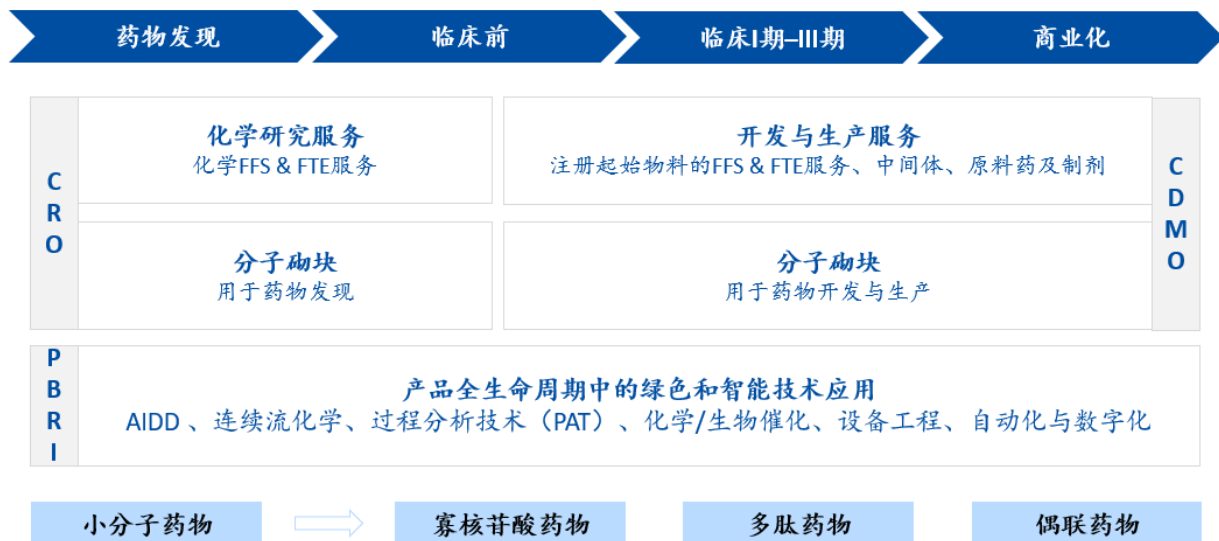 药物发现
临床前
临床I期–III期
商业化
CRO
化学研究服务
化学FFS & FTE服务
开发与生产服务
注册起始物料的FFS & FTE服务、中间体、原料药及制剂
CDMO
分子砌块
用于药物发现
分子砌块
用于药物开发与生产
PBRI
产品全生命周期中的绿色和智能技术应用
AIDD 、连续流化学、过程分析技术（PAT）、化学/生物催化、设备工程、自动化与数字化
小分子药物
寡核苷酸药物
多肽药物
偶联药物